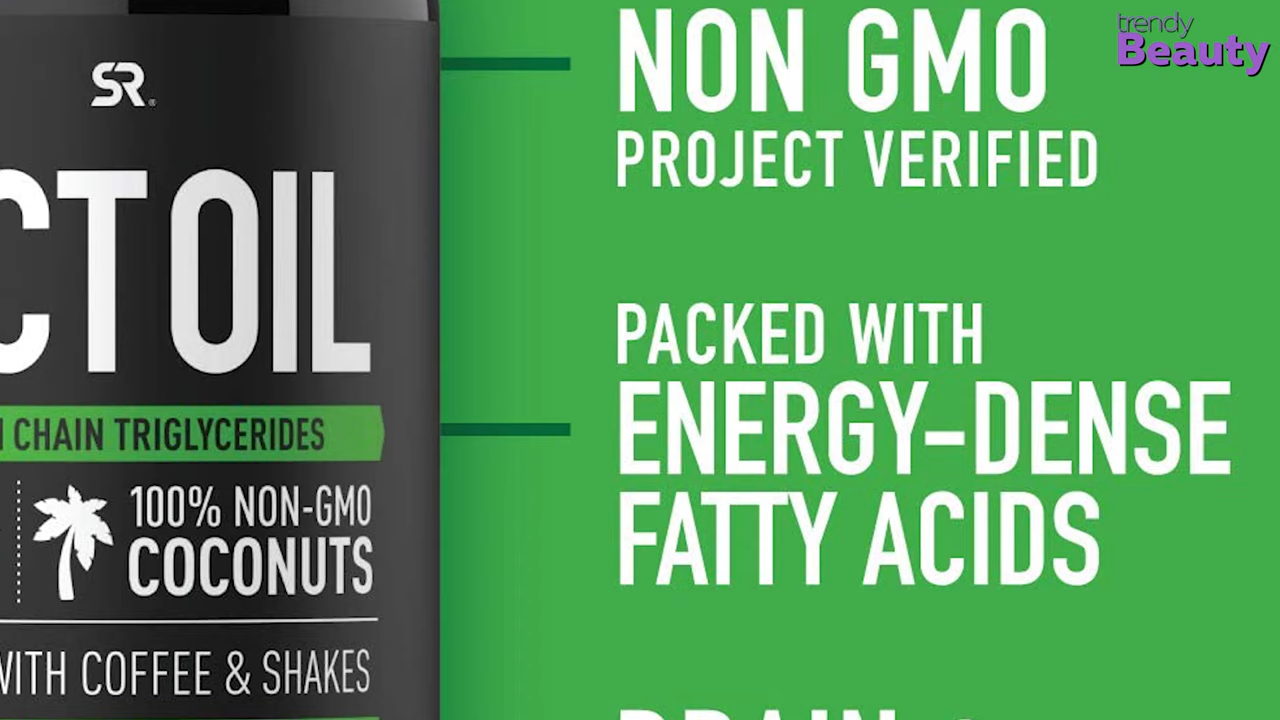 SR®
CT OIL
CHAIN TRIGLYCERIDES
100% NON-GMO
COCONUTS
WITH COFFEE & SHAKES
NON GMO
PROJECT VERIFIED
PACKED WITH
ENERGY-DENSE
FATTY ACIDS
trendy
Beauty